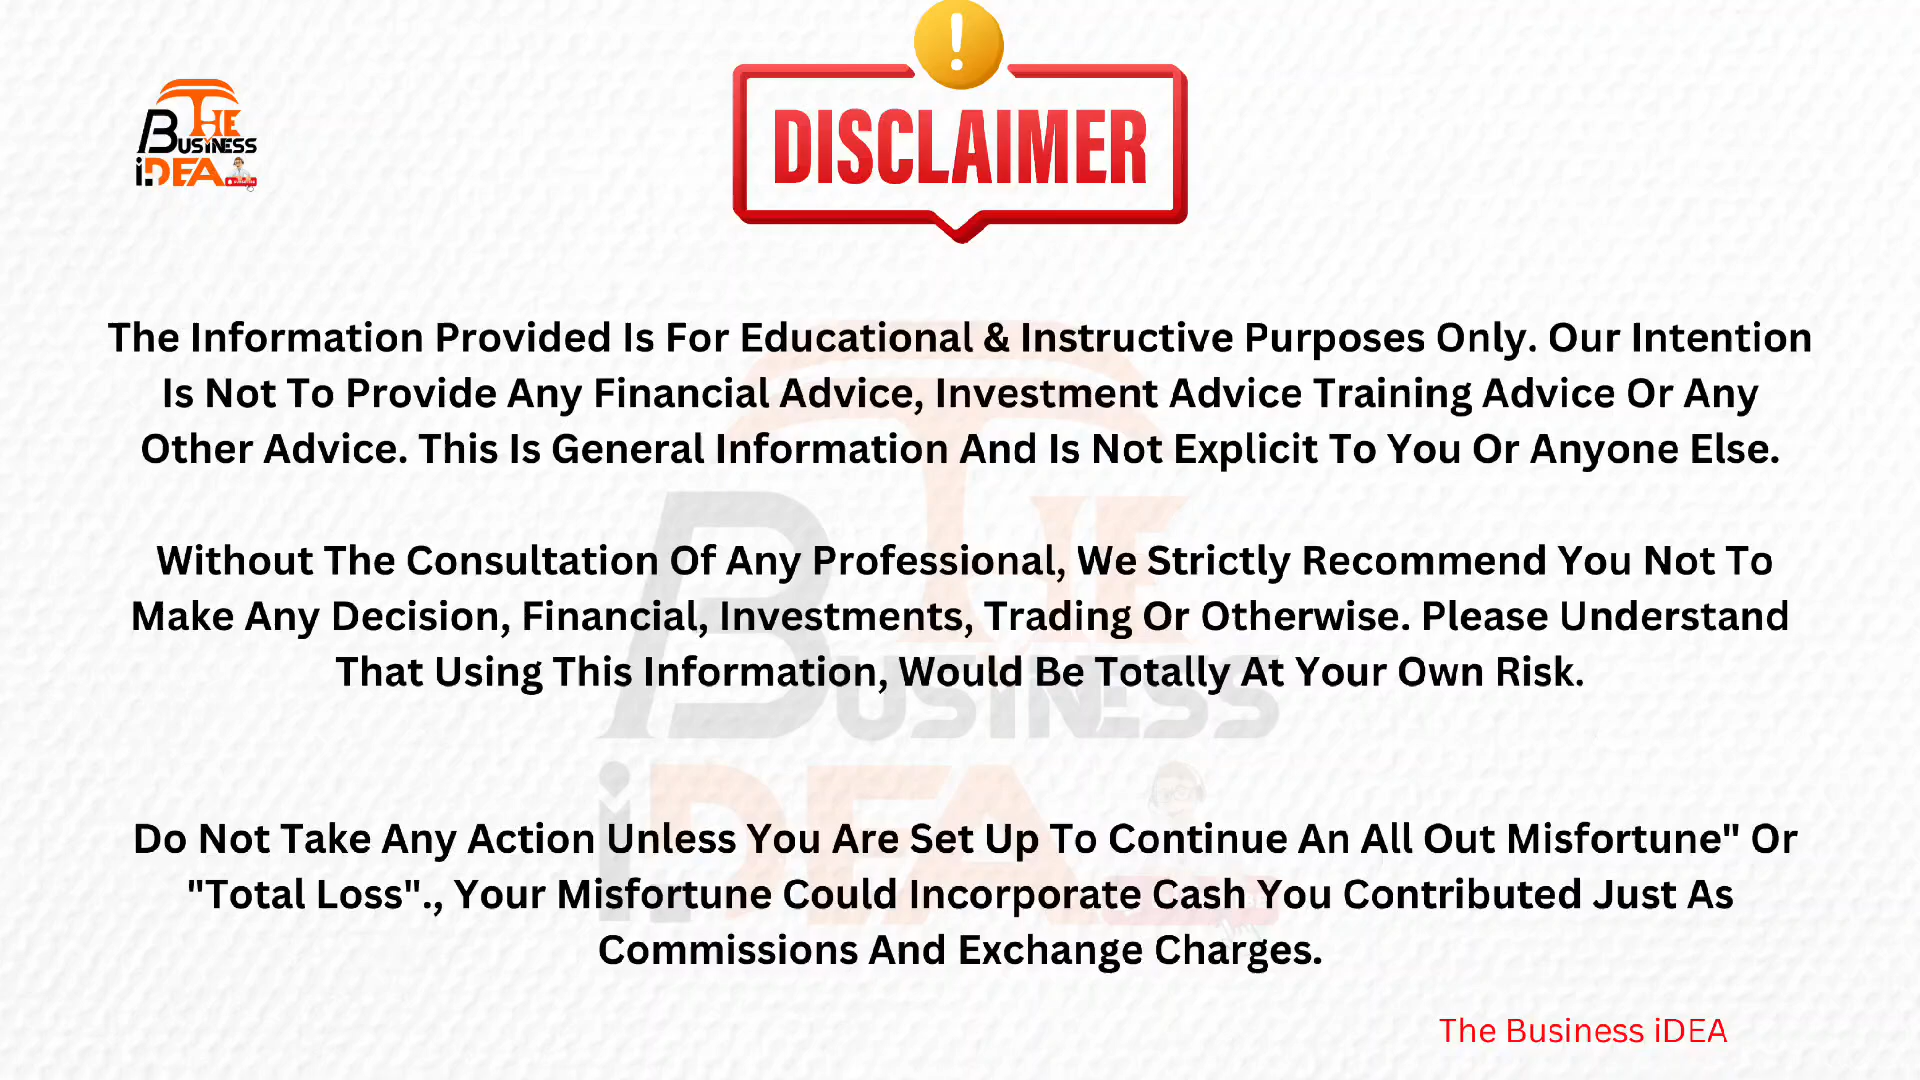 THE
BUSINESS
iDEA
!
DISCLAIMER
The Information Provided Is For Educational & Instructive Purposes Only. Our Intention
Is Not To Provide Any Financial Advice, Investment Advice Training Advice Or Any
Other Advice. This Is General Information And Is Not Explicit To You Or Anyone Else.
Without The Consultation Of Any Professional, We Strictly Recommend You Not To
Make Any Decision, Financial, Investments, Trading Or Otherwise. Please Understand
That Using This Information, Would Be Totally At Your Own Risk.
Do Not Take Any Action Unless You Are Set Up To Continue An All Out Misfortune" Or
"Total Loss"., Your Misfortune Could Incorporate Cash You Contributed Just As
Commissions And Exchange Charges.
THE
BUSINESS
iDEA
The Business iDEA